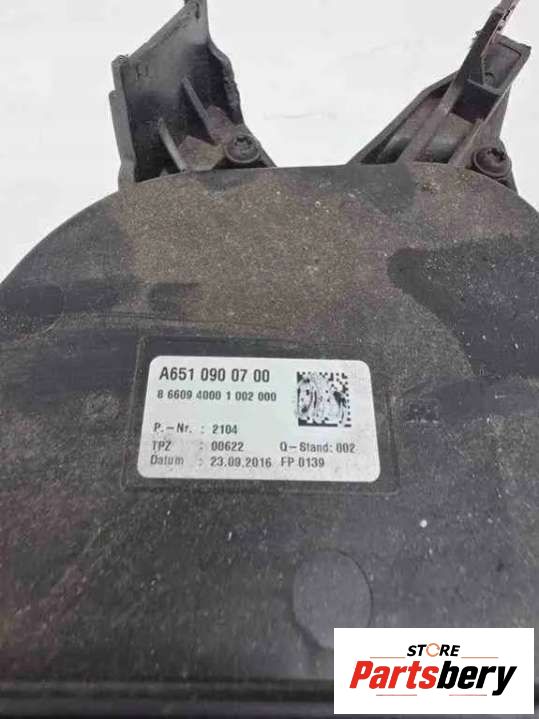 A651 090 07 00
8 6609 4000 1 002 000
P.-Nr. : 2104
TPZ : 00622 Q-Stand: 002
Datum : 23.09.2016 FP 0139
STORE
Partsbery